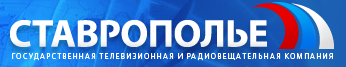 СТАВРОПОЛЬЕ
ГОСУДАРСТВЕННАЯ ТЕЛЕВИЗИОННАЯ И РАДИОВЕЩАТЕЛЬНАЯ КОМПАНИЯ